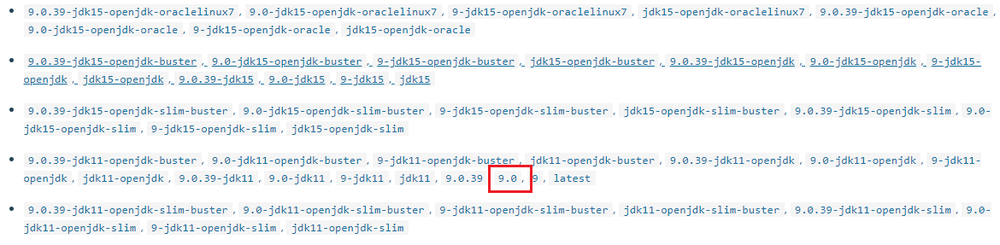 9.0.39-jdk15-openjdk-oraclelinux7, 9.0-jdk15-openjdk-oraclelinux7, 9-jdk15-openjdk-oraclelinux7, jdk15-openjdk-oraclelinux7, 9.0.39-jdk15-openjdk-oracle,
9.0-jdk15-openjdk-oracle, 9-jdk15-openjdk-oracle, jdk15-openjdk-oracle
9.0.39-jdk15-openjdk-buster, 9.0-jdk15-openjdk-buster, 9-jdk15-openjdk-buster, jdk15-openjdk-buster, 9.0.39-jdk15-openjdk, 9.0-jdk15-openjdk, 9-jdk15-
openjdk, jdk15-openjdk, 9.0.39-jdk15, 9.0-jdk15, 9-jdk15, jdk15
9.0.39-jdk15-openjdk-slim-buster, 9.0-jdk15-openjdk-slim-buster, 9-jdk15-openjdk-slim-buster, jdk15-openjdk-slim-buster, 9.0.39-jdk15-openjdk-slim, 9.0-
jdk15-openjdk-slim, 9-jdk15-openjdk-slim, jdk15-openjdk-slim
9.0.39-jdk11-openjdk-buster, 9.0-jdk11-openjdk-buster, 9-jdk11-openjdk-buster, jdk11-openjdk-buster, 9.0.39-jdk11-openjdk, 9.0-jdk11-openjdk, 9-jdk11-
openjdk, jdk11-openjdk, 9.0.39-jdk11, 9.0-jdk11, 9-jdk11, jdk11, 9.0.39 9.0, 9, latest
9.0.39-jdk11-openjdk-slim-buster, 9.0-jdk11-openjdk-slim-buster, 9-jdk11-openjdk-slim-buster, jdk11-openjdk-slim-buster, 9.0.39-jdk11-openjdk-slim, 9.0-
jdk11-openjdk-slim, 9-jdk11-openjdk-slim, jdk11-openjdk-slim